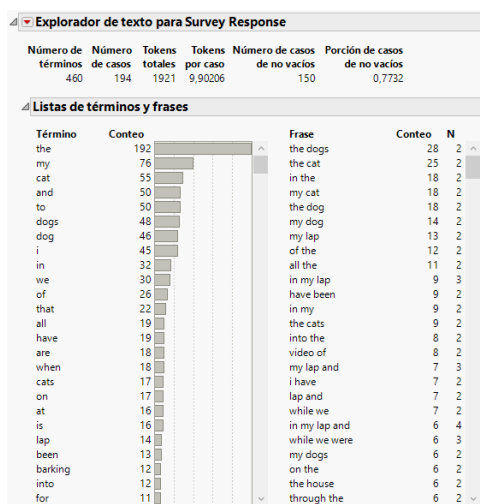 Explorador de texto para Survey Response
Número de Número Tokens Tokens Número de casos Porción de casos
términos de casos totales por caso de no vacíos de no vacíos
460 194 1921 9,90206 150 0,7732
Listas de términos y frases
Término Conteo Frase Conteo N
the 192 the dogs 28 2
my 76 the cat 25 2
cat 55 in the 18 2
and 50 my cat 18 2
to 50 the dog 18 2
dogs 48 my dog 14 2
dog 46 my lap 13 2
i 45 of the 12 2
in 32 all the 11 2
we 30 in my lap 9 3
of 26 have been 9 2
that 22 in my 9 2
all 19 the cats 9 2
have 19 into the 8 2
are 18 video of 8 2
when 18 my lap and 7 3
cats 17 i have 7 2
on 17 lap and 7 2
at 16 while we 7 2
is 16 in my lap and 6 4
lap 14 while we were 6 3
been 13 my dogs 6 2
barking 12 on the 6 2
into 12 the house 6 2
for 11 through the 6 2